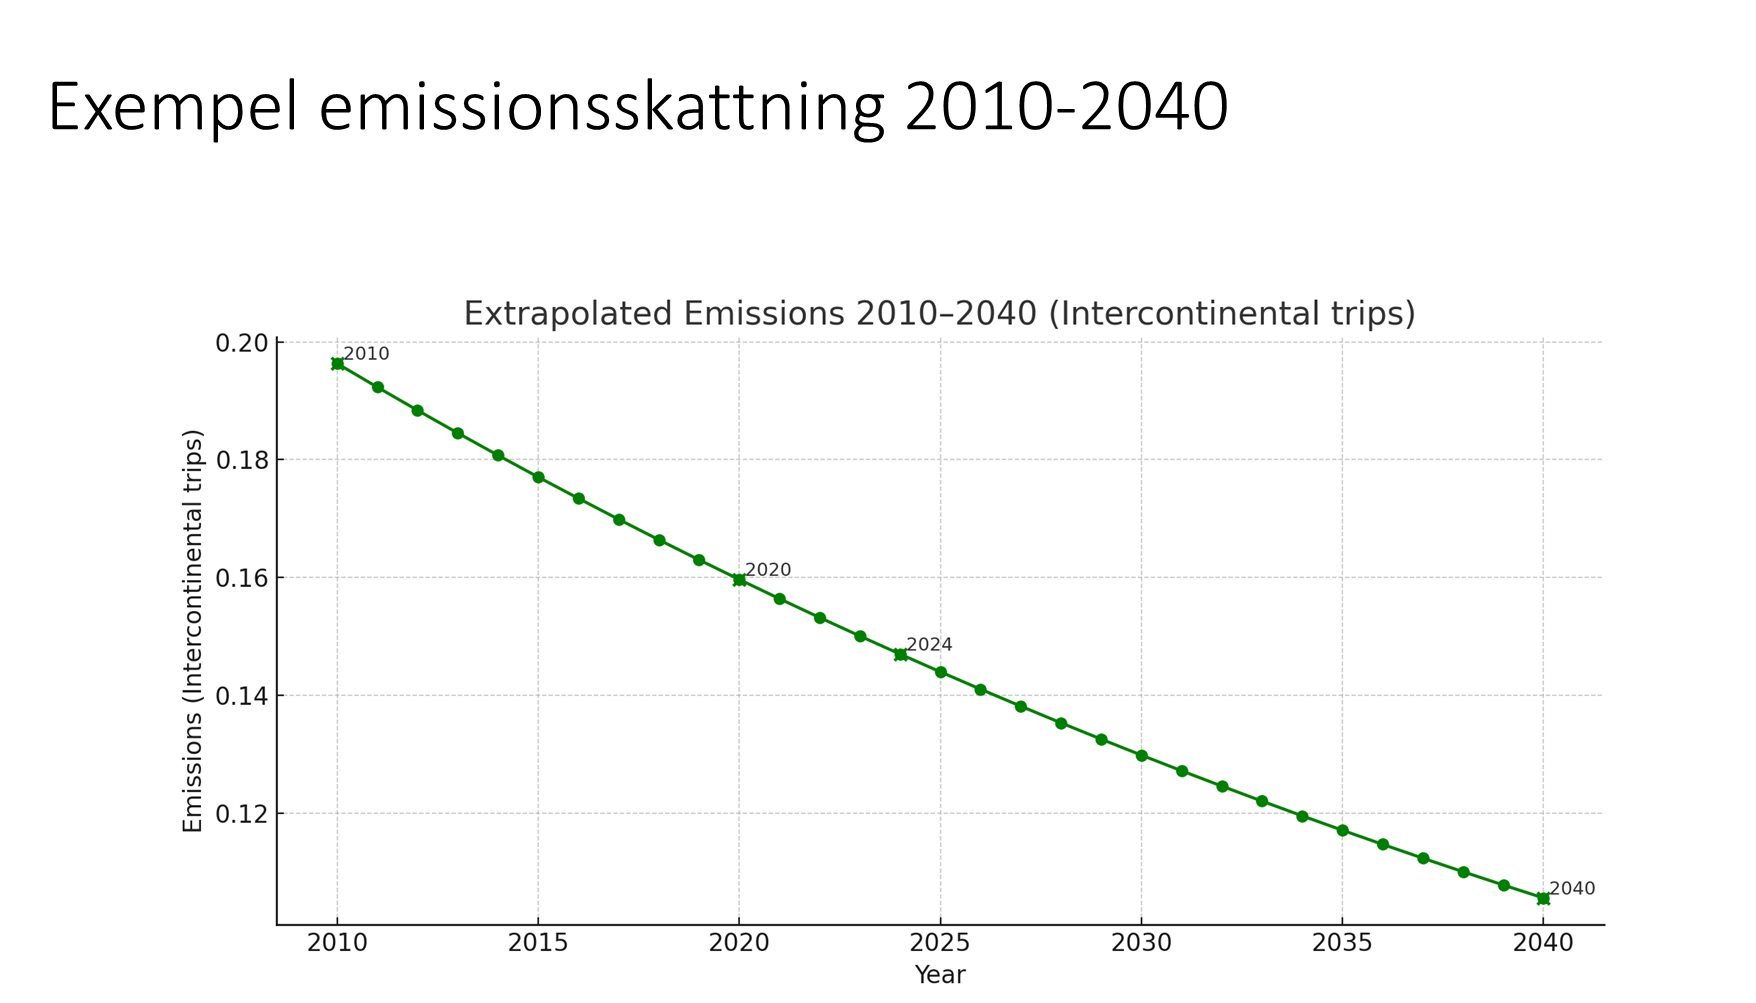 Exempel emissionsskattning 2010-2040
Extrapolated Emissions 2010–2040 (Intercontinental trips)
Emissions (Intercontinental trips)
0.20
0.18
0.16
0.14
0.12
2010
2020
2024
2040
2010 2015 2020 2025 2030 2035 2040
Year